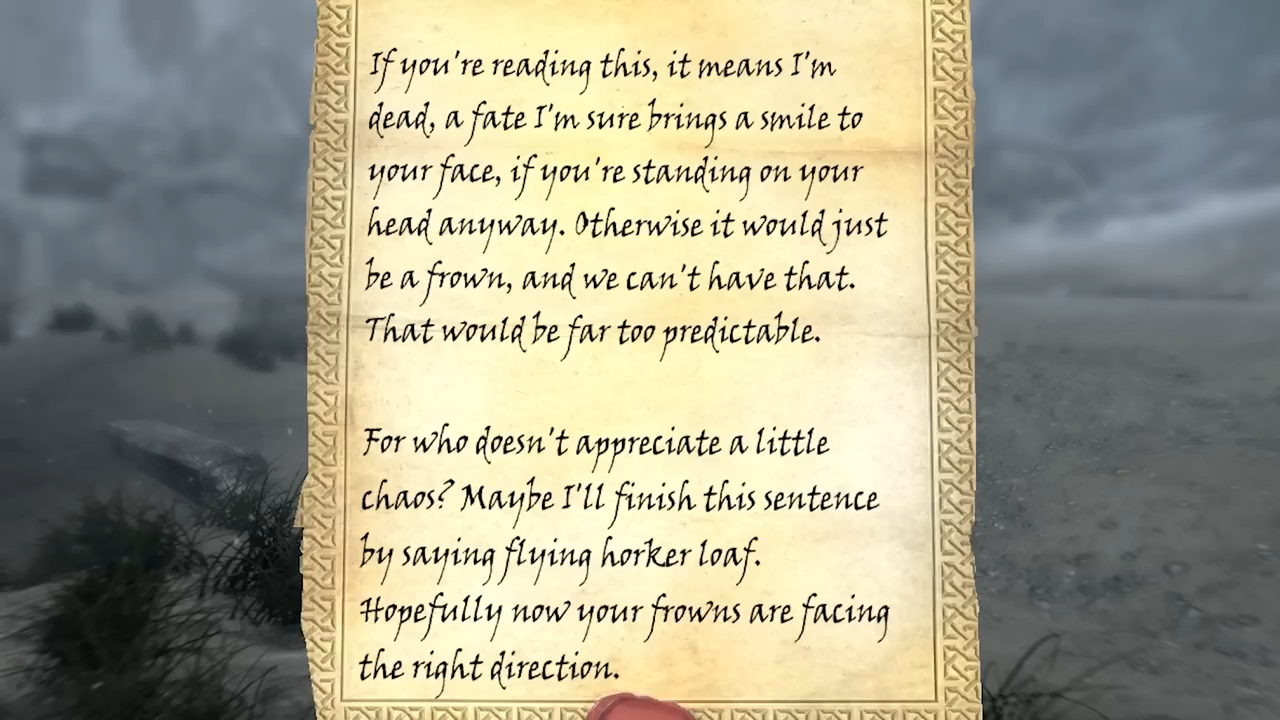 If you're reading this, it means I'm
dead, a fate I'm sure brings a smile to
your face, if you're standing on your
head anyway. Otherwise it would just
be a frown, and we can't have that.
That would be far too predictable.
For who doesn't appreciate a little
chaos? Maybe I'll finish this sentence
by saying flying horker loaf.
Hopefully now your frowns are facing
the right direction.